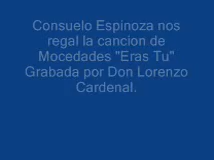 Consuelo Espinoza nos
regal la cancion de
Mocedades "Eras Tu"
Grabada por Don Lorenzo
Cardenal.